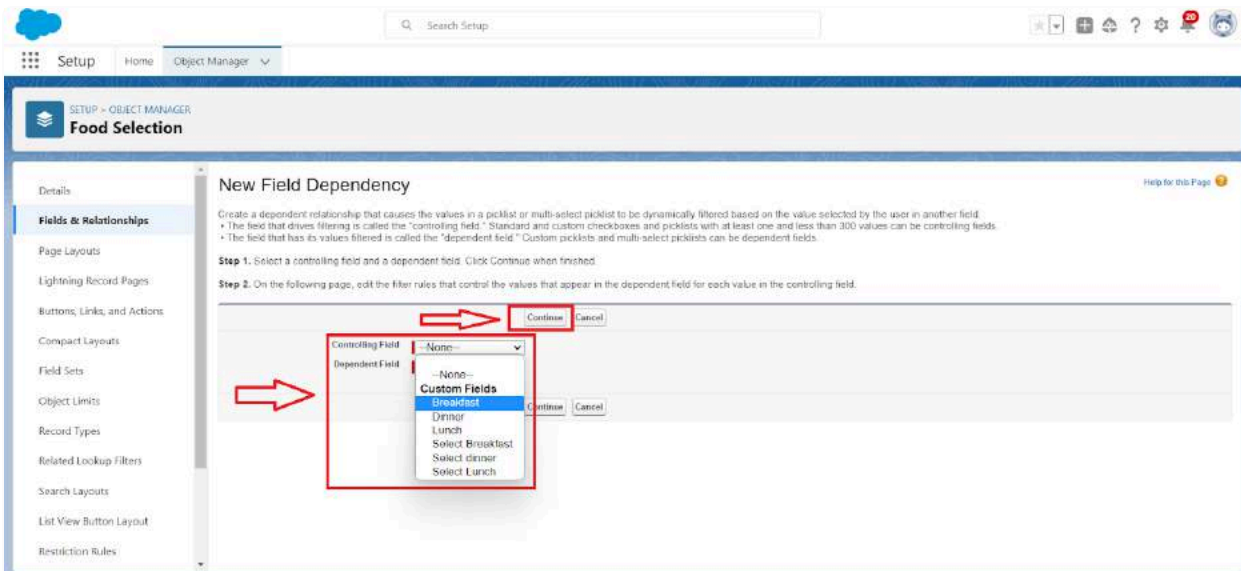 Search Setup
20
Setup
Home
Object Manager
SETUP > OBJECT MANAGER
Food Selection
Details
Fields & Relationships
Page Layouts
Lightning Record Pages
Buttons, Links, and Actions
Compact Layouts
Field Sets
Object Limits
Record Types
Related Lookup Filters
Search Layouts
List View Button Layout
Restriction Rules
New Field Dependency
Help for this Page
Create a dependent relationship that causes the values in a picklist or multi-select picklist to be dynamically filtered based on the value selected by the user in another field.
• The field that drives filtering is called the "controlling field." Standard and custom checkboxes and picklists with at least one and less than 300 values can be controlling fields.
• The field that has its values filtered is called the "dependent field." Custom picklists and multi-select picklists can be dependent fields.
Step 1. Select a controlling field and a dependent field. Click Continue when finished.
Step 2. On the following page, edit the filter rules that control the values that appear in the dependent field for each value in the controlling field.
Continue Cancel
Controlling Field --None--
Dependent Field
--None--
Custom Fields
Breakfast
Dinner
Lunch
Select Breakfast
Select dinner
Select Lunch
Continue Cancel